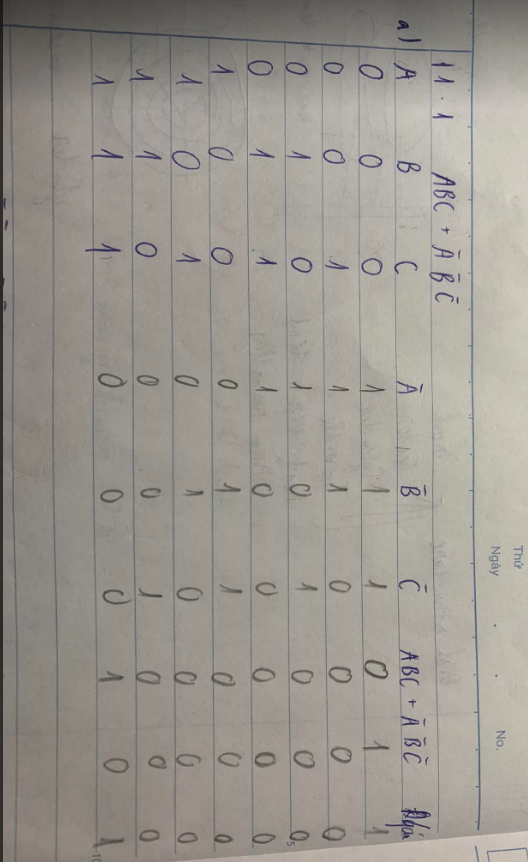 Thứ
Ngày . . No.
11.1 ABC + A̅ B̅ C̅
a) A B C A̅ B̅ C̅ ABC + A̅ B̅C̅
0 0 0 1 1 1 0 1 1
0 0 1 1 1 0 0 0 0
0 1 0 1 0 1 0 0 0
5
0 1 1 1 0 0 0 0 0
1 0 0 0 1 1 0 0 0
1 0 1 0 1 0 0 0 0
1 1 0 0 0 1 0 0 0
1 1 1 0 0 0 1 0 1
10